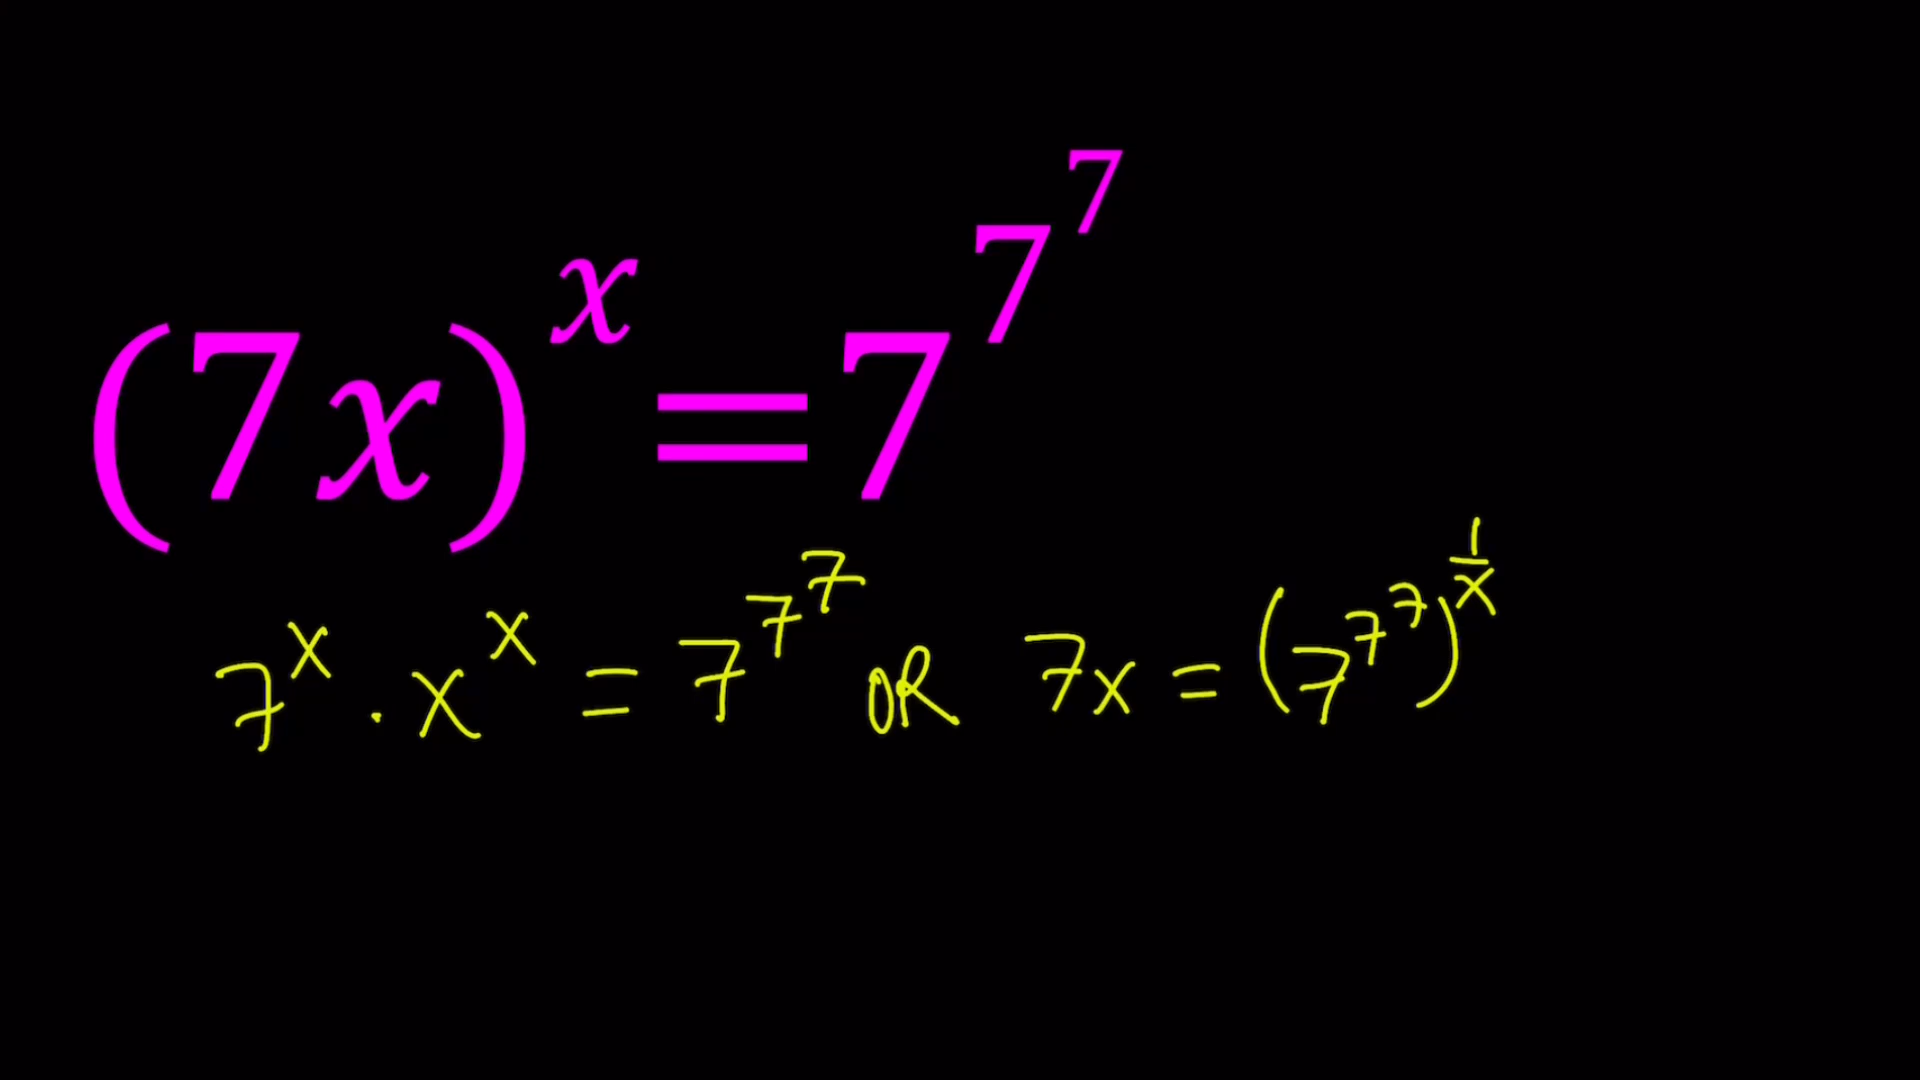 (7x)^x = 7^{7^7}
7^x · x^x = 7^{7^7} OR 7x = (7^{7^7})^{1/x}